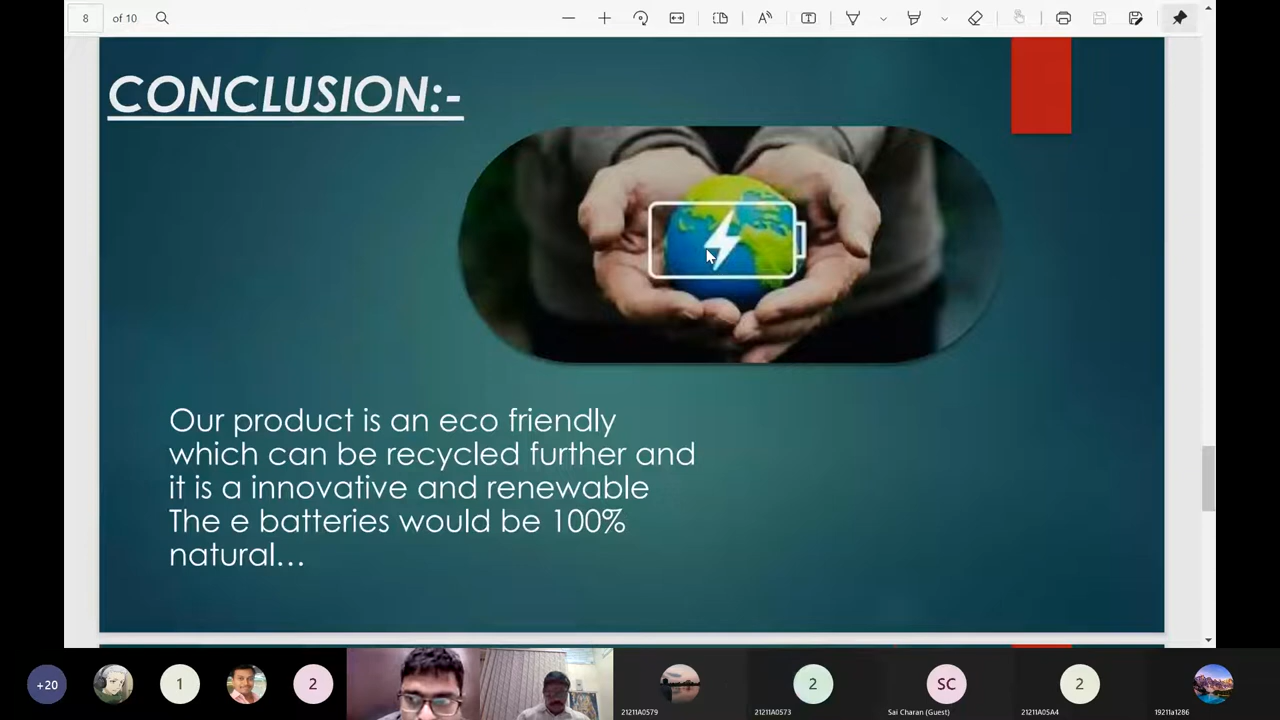 8 of 10
CONCLUSION:-
Our product is an eco friendly
which can be recycled further and
it is a innovative and renewable
The e batteries would be 100%
natural...
+20
1
2
21211A0579
2
21211A0573
SC
Sai Charan (Guest)
2
21211A05A4
19211a1286